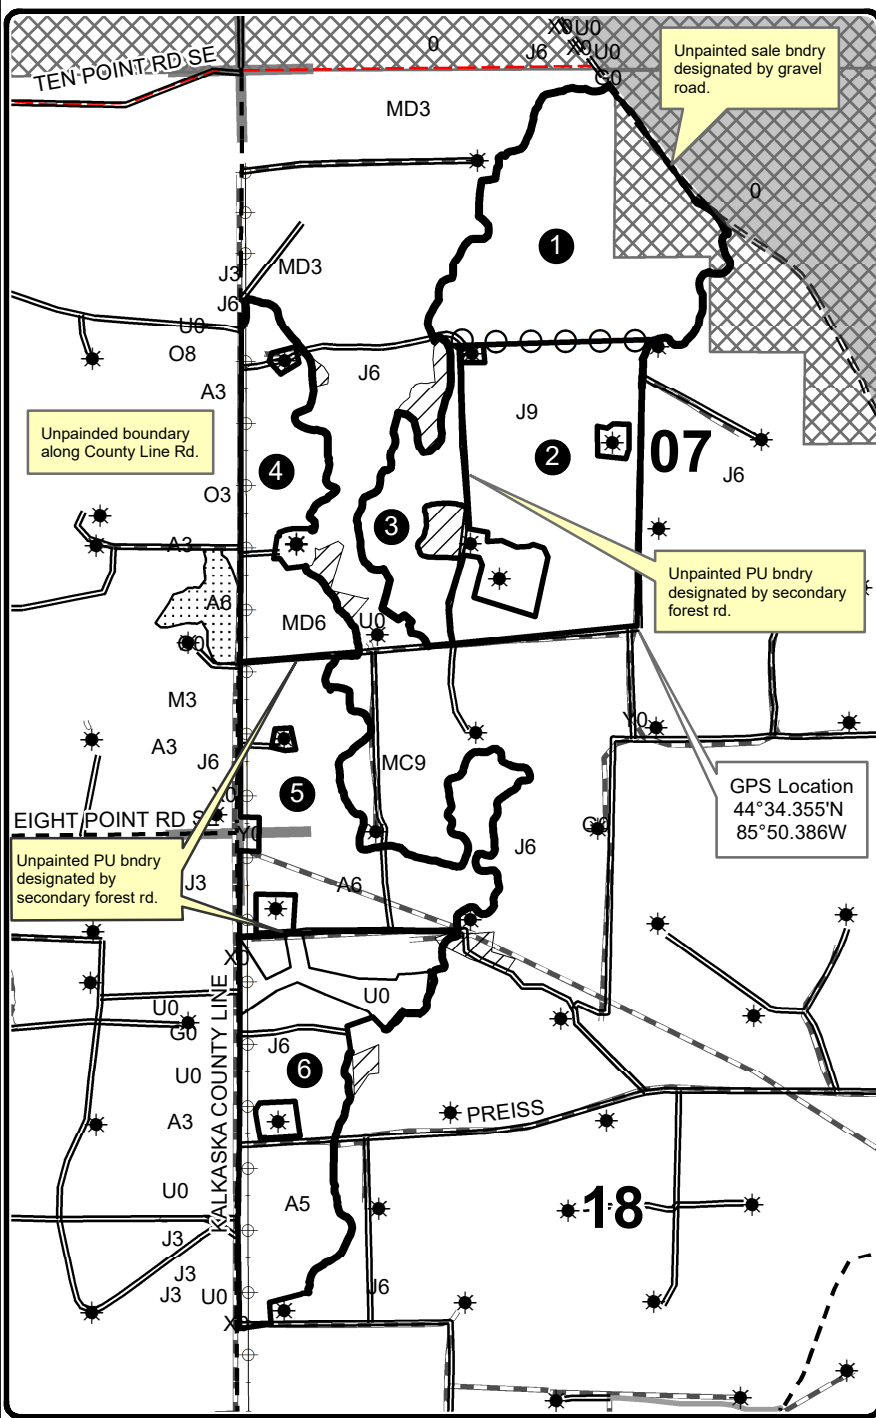 X0 U0
0
J6
X0 U0
G0
TEN POINT RD SE
Unpainted sale bndry
designated by gravel
road.
MD3
0
1
J3
MD3
J6
U0
O8
J6
A3
J9
Unpainded boundary
along County Line Rd.
07
2
4
J6
O3
3
A3
Unpainted PU bndry
designated by secondary
forest rd.
A6
MD6
U0
M3
Y0
A3
J6
MC9
GPS Location
44°34.355'N
85°50.386W
5
X0
EIGHT POINT RD S
Y0
J6
Unpainted PU bndry
designated by
secondary forest rd.
J3
A6
X0
U0
U0
G0
KALKASKA COUNTY LINE
J6
6
U0
A3
PREISS
U0
A5
18
J3
J3
J3
U0
J6
X0